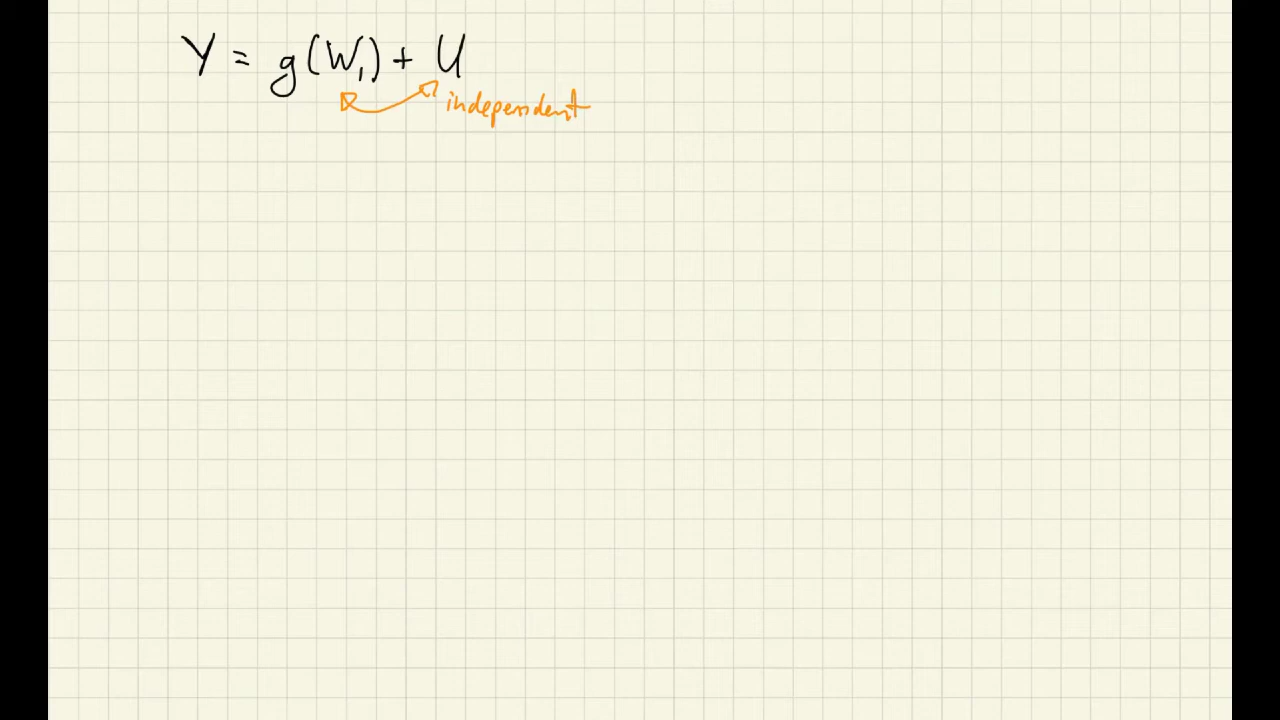 Y = g(W₁) + U
independent